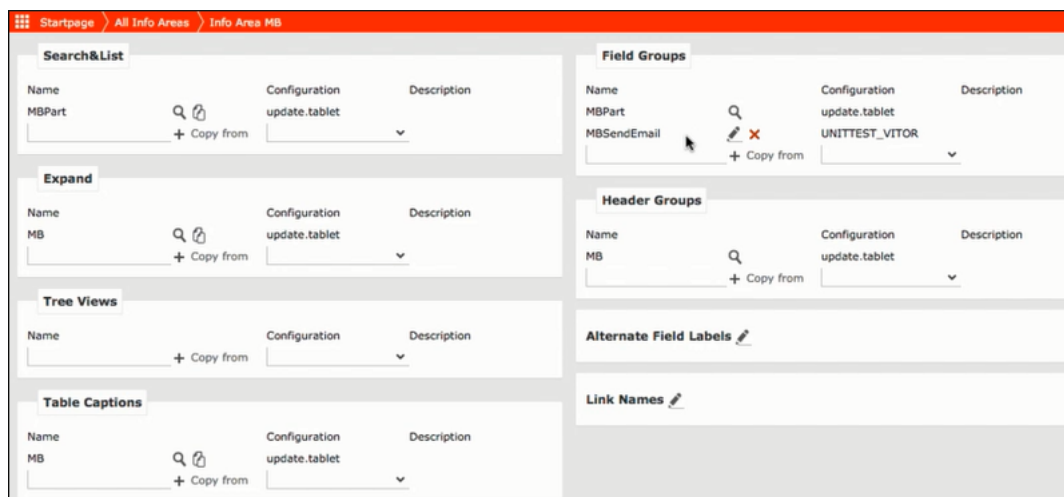 Startpage All Info Areas Info Area MB
Search&List
Name Configuration Description
MBPart update.tablet
+ Copy from
Expand
Name Configuration Description
MB update.tablet
+ Copy from
Tree Views
Name Configuration Description
+ Copy from
Table Captions
Name Configuration Description
MB update.tablet
+ Copy from
Field Groups
Name Configuration Description
MBPart update.tablet
MBSendEmail UNITTEST_VITOR
+ Copy from
Header Groups
Name Configuration Description
MB update.tablet
+ Copy from
Alternate Field Labels
Link Names